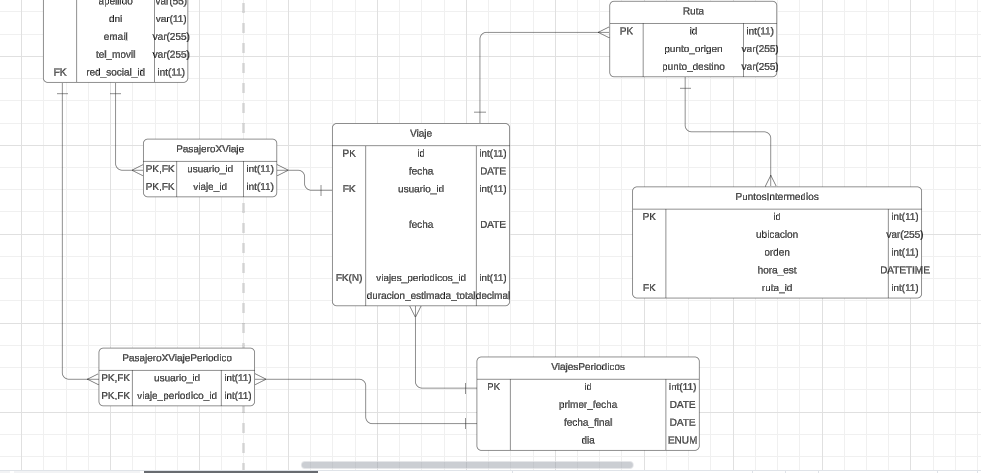 apellido var(55)
dni var(11)
email var(255)
tel_movil var(255)
FK red_social_id int(11)
Ruta
PK id int(11)
punto_origen var(255)
punto_destino var(255)
PasajeroXViaje
PK,FK usuario_id int(11)
PK,FK viaje_id int(11)
Viaje
PK id int(11)
fecha DATE
FK usuario_id int(11)
fecha DATE
FK(N) viajes_periodicos_id int(11)
duracion_estimada_total decimal
PuntosIntermedios
PK id int(11)
ubicacion var(255)
orden int(11)
hora_est DATETIME
FK ruta_id int(11)
PasajeroXViajePeriodico
PK,FK usuario_id int(11)
PK,FK viaje_periodico_id int(11)
ViajesPeriodicos
PK id int(11)
primer_fecha DATE
fecha_final DATE
dia ENUM